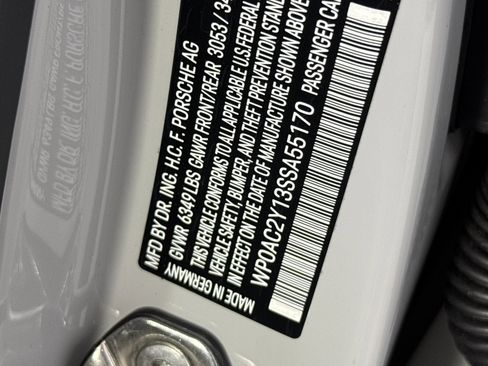 MFD BY DR. ING. H.C. F. PORSCHE AG
GVWR 6349 LBS GAWR FRONT/REAR 3053/34
THIS VEHICLE CONFORMS TO ALL APPLICABLE U.S. FEDERAL
VEHICLE SAFETY, BUMPER, AND THEFT PREVENTION STAN
IN EFFECT ON THE DATE OF MANUFACTURE SHOWN ABOVE
WP0AC2Y13SSA55170 PASSENGER CAR
MADE IN GERMANY